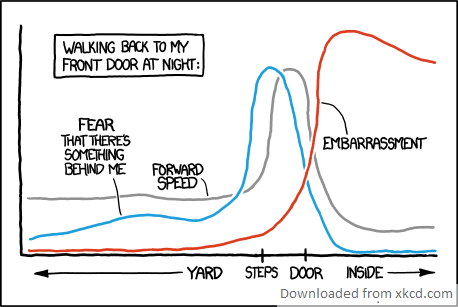 WALKING BACK TO MY
FRONT DOOR AT NIGHT:
FEAR
THAT THERE'S
SOMETHING
BEHIND ME
FORWARD
SPEED
EMBARRASSMENT
YARD
STEPS
DOOR
INSIDE
Downloaded from xkcd.com